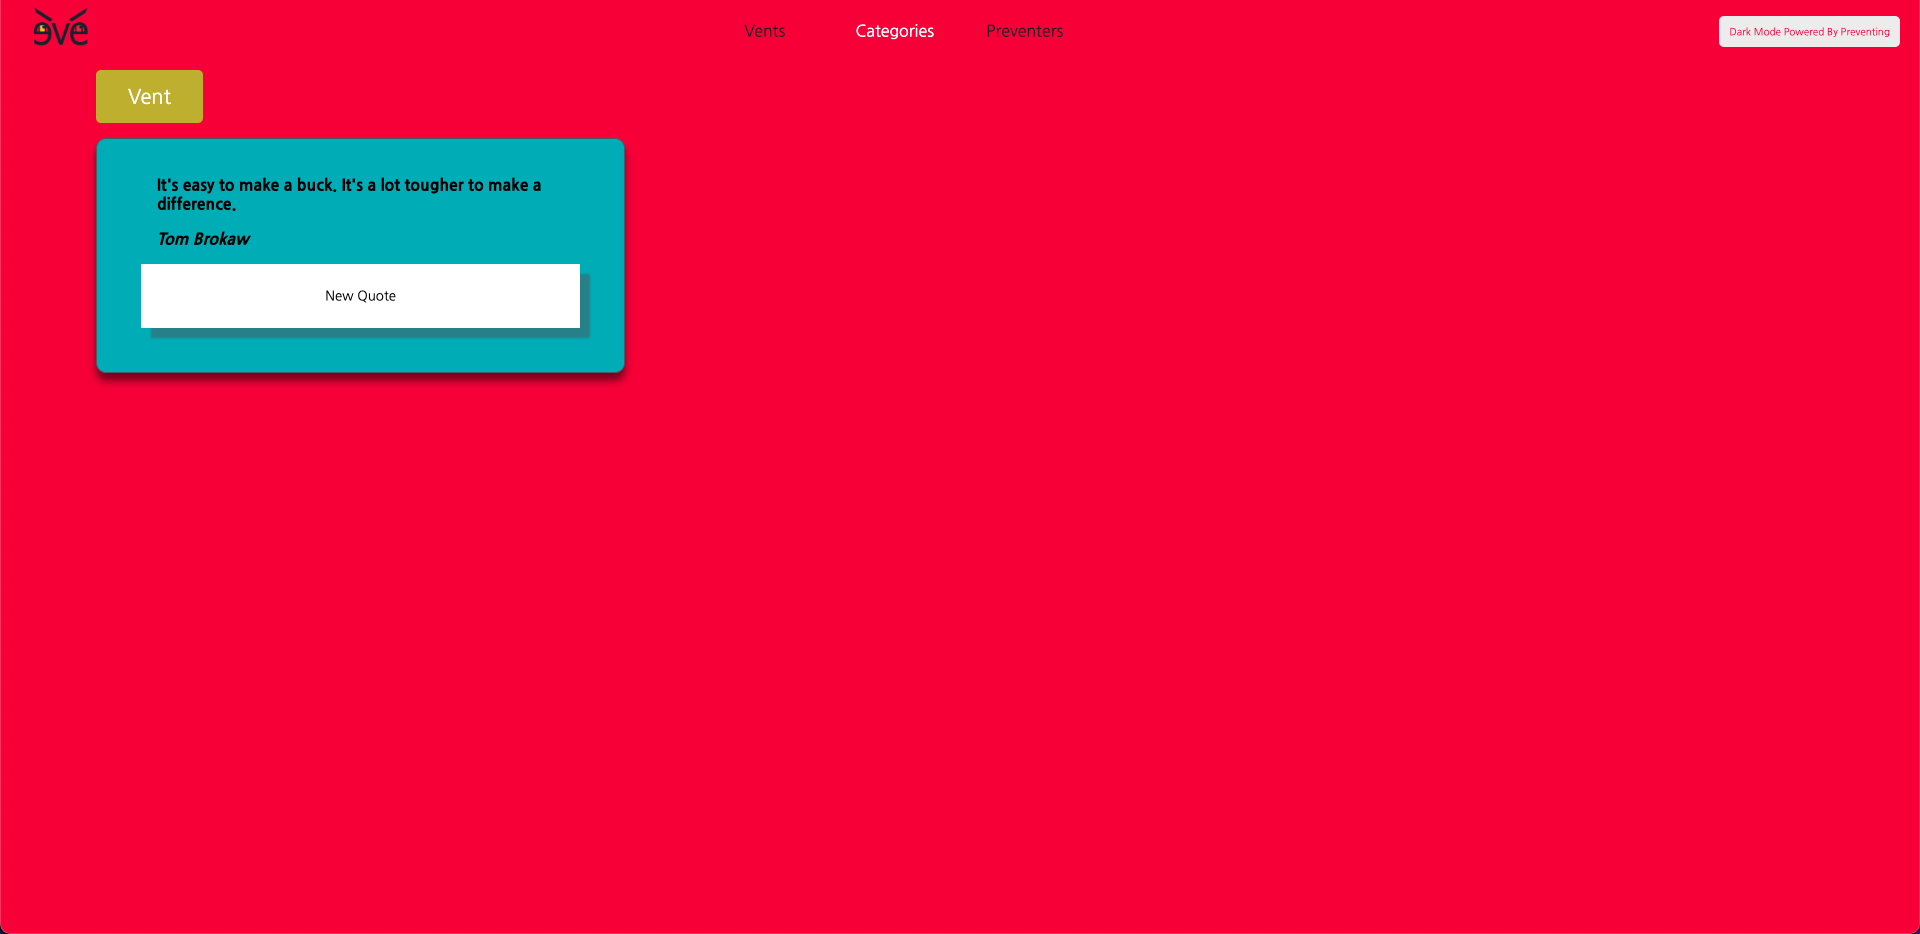 eve
Vents
Categories
Preventers
Dark Mode Powered By Preventing
Vent
It's easy to make a buck. It's a lot tougher to make a
difference.
Tom Brokaw
New Quote